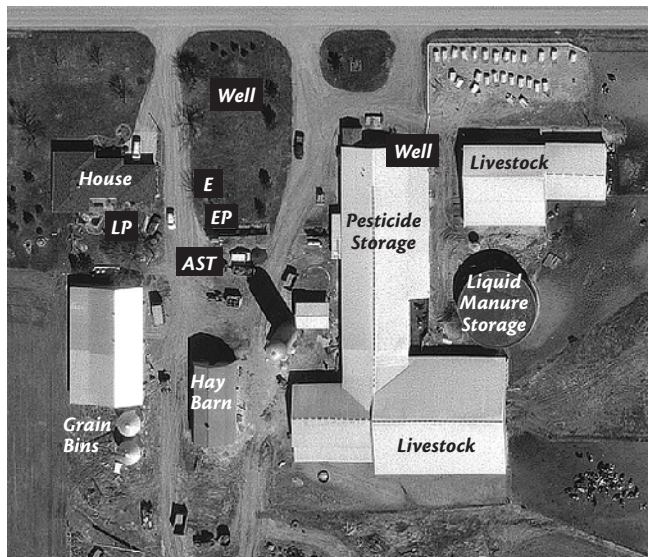 Well
Well
Livestock
House
E
EP
LP
Pesticide
Storage
AST
Liquid
Manure
Storage
Hay
Barn
Grain
Bins
Livestock